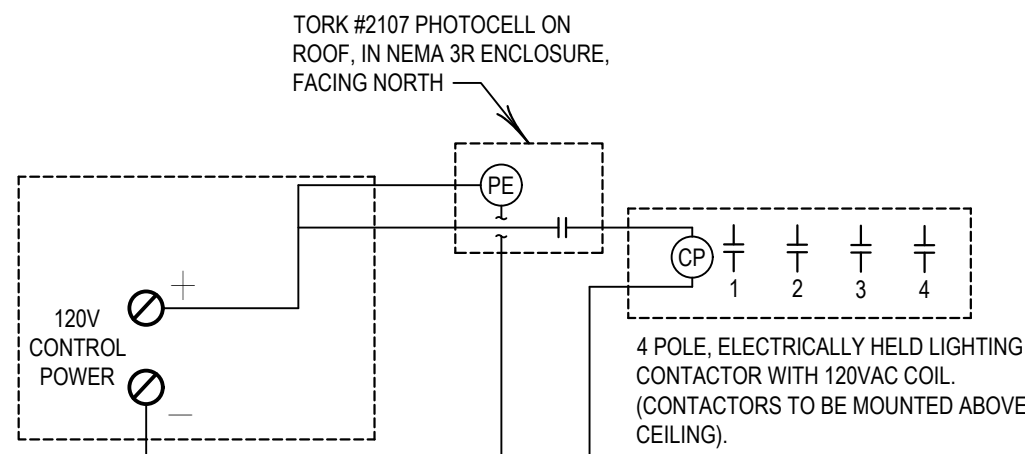 TORK #2107 PHOTOCELL ON
ROOF, IN NEMA 3R ENCLOSURE,
FACING NORTH
PE
CP
1 2 3 4
+
120V
CONTROL
POWER
—
4 POLE, ELECTRICALLY HELD LIGHTING
CONTACTOR WITH 120VAC COIL.
(CONTACTORS TO BE MOUNTED ABOVE
CEILING).